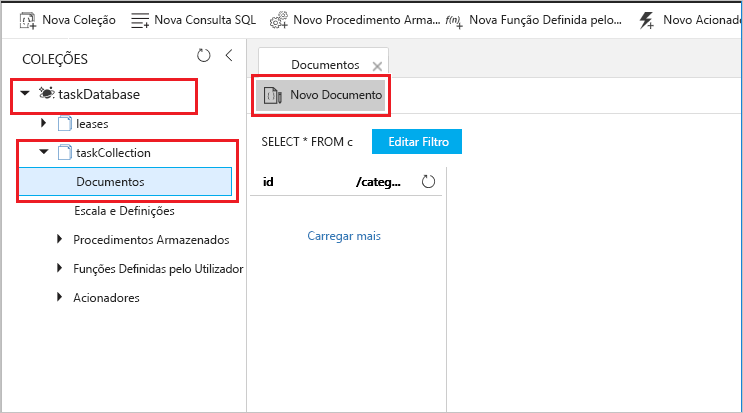 Nova Coleção Nova Consulta SQL Novo Procedimento Arma... f(n) Nova Função Definida pelo... Novo Acionador
COLEÇÕES
Documentos
taskDatabase
Novo Documento
leases
SELECT * FROM c Editar Filtro
taskCollection
Documentos
id /categ...
Escala e Definições
Carregar mais
Procedimentos Armazenados
Funções Definidas pelo Utilizador
Acionadores